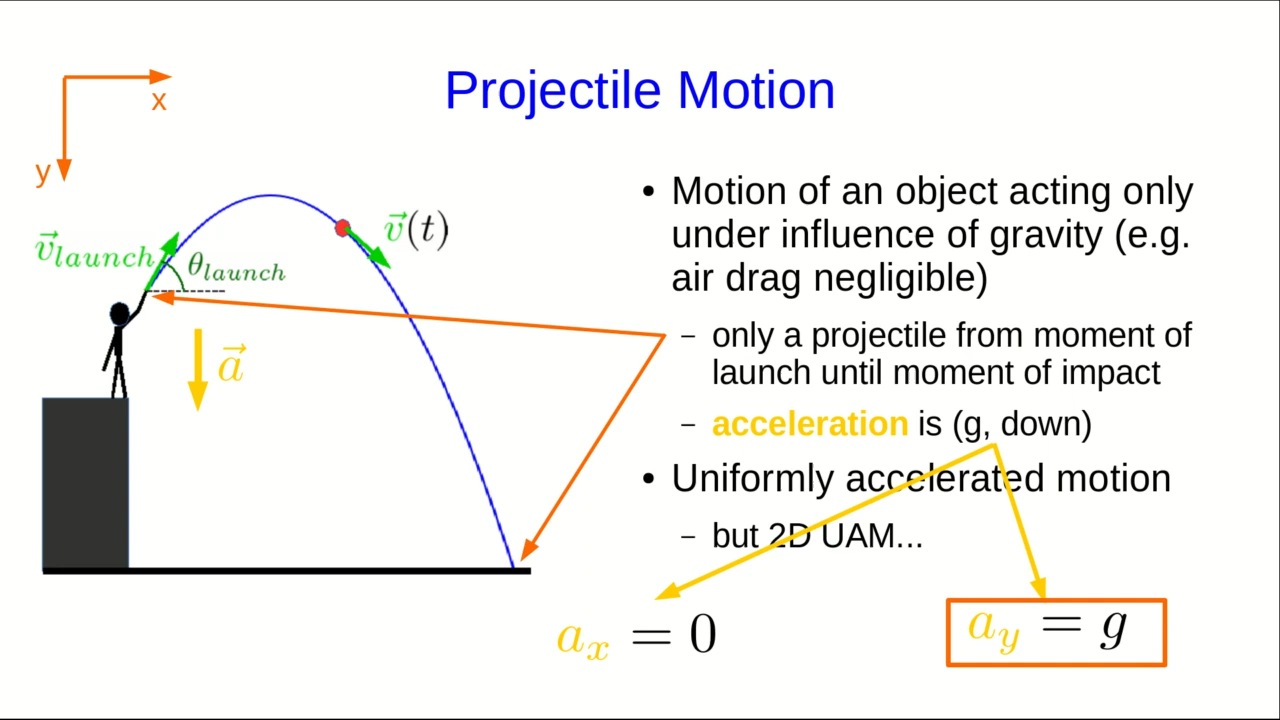 Projectile Motion
x
y
v⃗_launch
θ_launch
v⃗(t)
a⃗
• Motion of an object acting only
under influence of gravity (e.g.
air drag negligible)
– only a projectile from moment of
launch until moment of impact
– acceleration is (g, down)
• Uniformly accelerated motion
– but 2D UAM...
a_x = 0
a_y = g